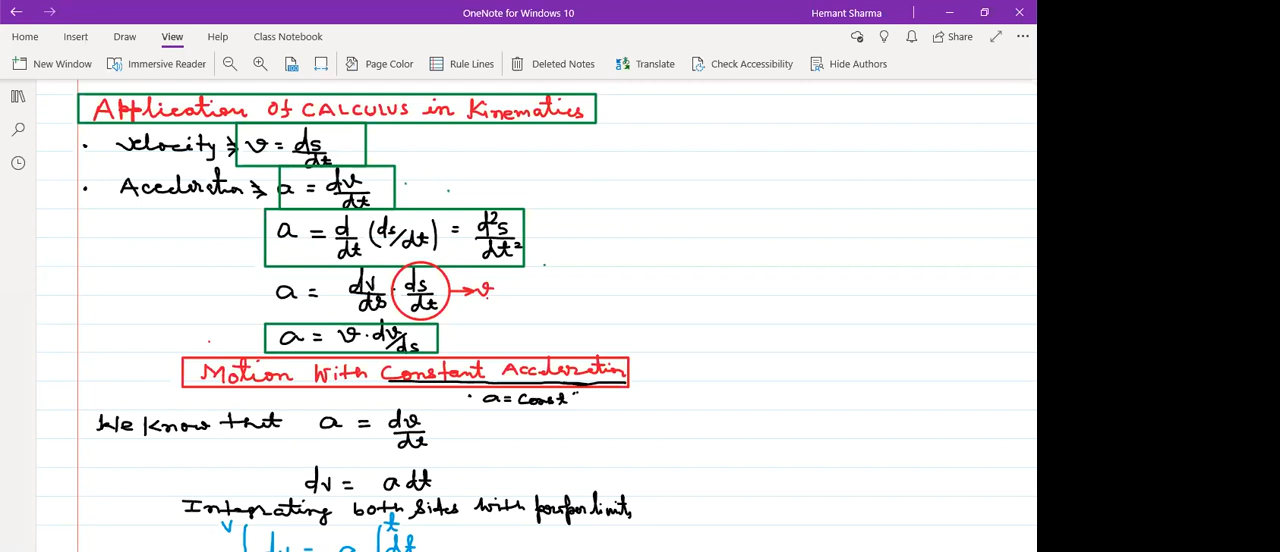 OneNote for Windows 10
Hemant Sharma
Home Insert Draw View Help Class Notebook
Share
New Window Immersive Reader Page Color Rule Lines Deleted Notes Translate Check Accessibility Hide Authors
Application of CALCULUS in Kinematics
• Velocity ⇒ v = ds/dt
• Acceleration ⇒ a = dv/dt
a = d/dt (ds/dt) = d²s/dt²
a = dv/ds · ds/dt → v
a = v · dv/ds
Motion With Constant Acceleration
a = const
We know that a = dv/dt
dv = a dt
Integrating both sides with proper limits
v ∫ dv = a ∫ t dt